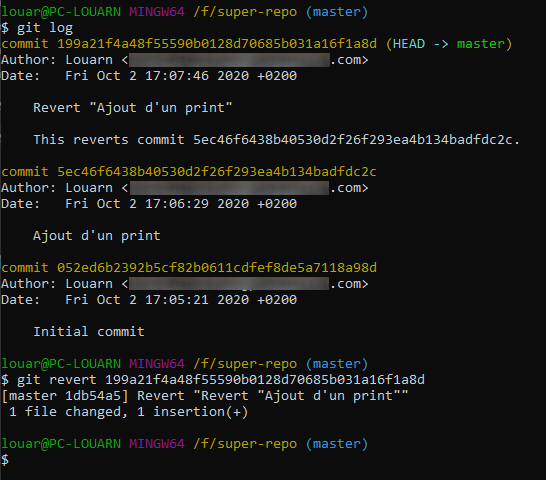 louar@PC-LOUARN MINGW64 /f/super-repo (master)
$ git log
commit 199a21f4a48f55590b0128d70685b031a16f1a8d (HEAD -> master)
Author: Louarn < .com>
Date:   Fri Oct 2 17:07:46 2020 +0200
Revert "Ajout d'un print"
This reverts commit 5ec46f6438b40530d2f26f293ea4b134badfdc2c.
commit 5ec46f6438b40530d2f26f293ea4b134badfdc2c
Author: Louarn < .com>
Date:   Fri Oct 2 17:06:29 2020 +0200
Ajout d'un print
commit 052ed6b2392b5cf82b0611cdfef8de5a7118a98d
Author: Louarn < .com>
Date:   Fri Oct 2 17:05:21 2020 +0200
Initial commit
louar@PC-LOUARN MINGW64 /f/super-repo (master)
$ git revert 199a21f4a48f55590b0128d70685b031a16f1a8d
[master 1db54a5] Revert "Revert "Ajout d'un print""
1 file changed, 1 insertion(+)
louar@PC-LOUARN MINGW64 /f/super-repo (master)
$